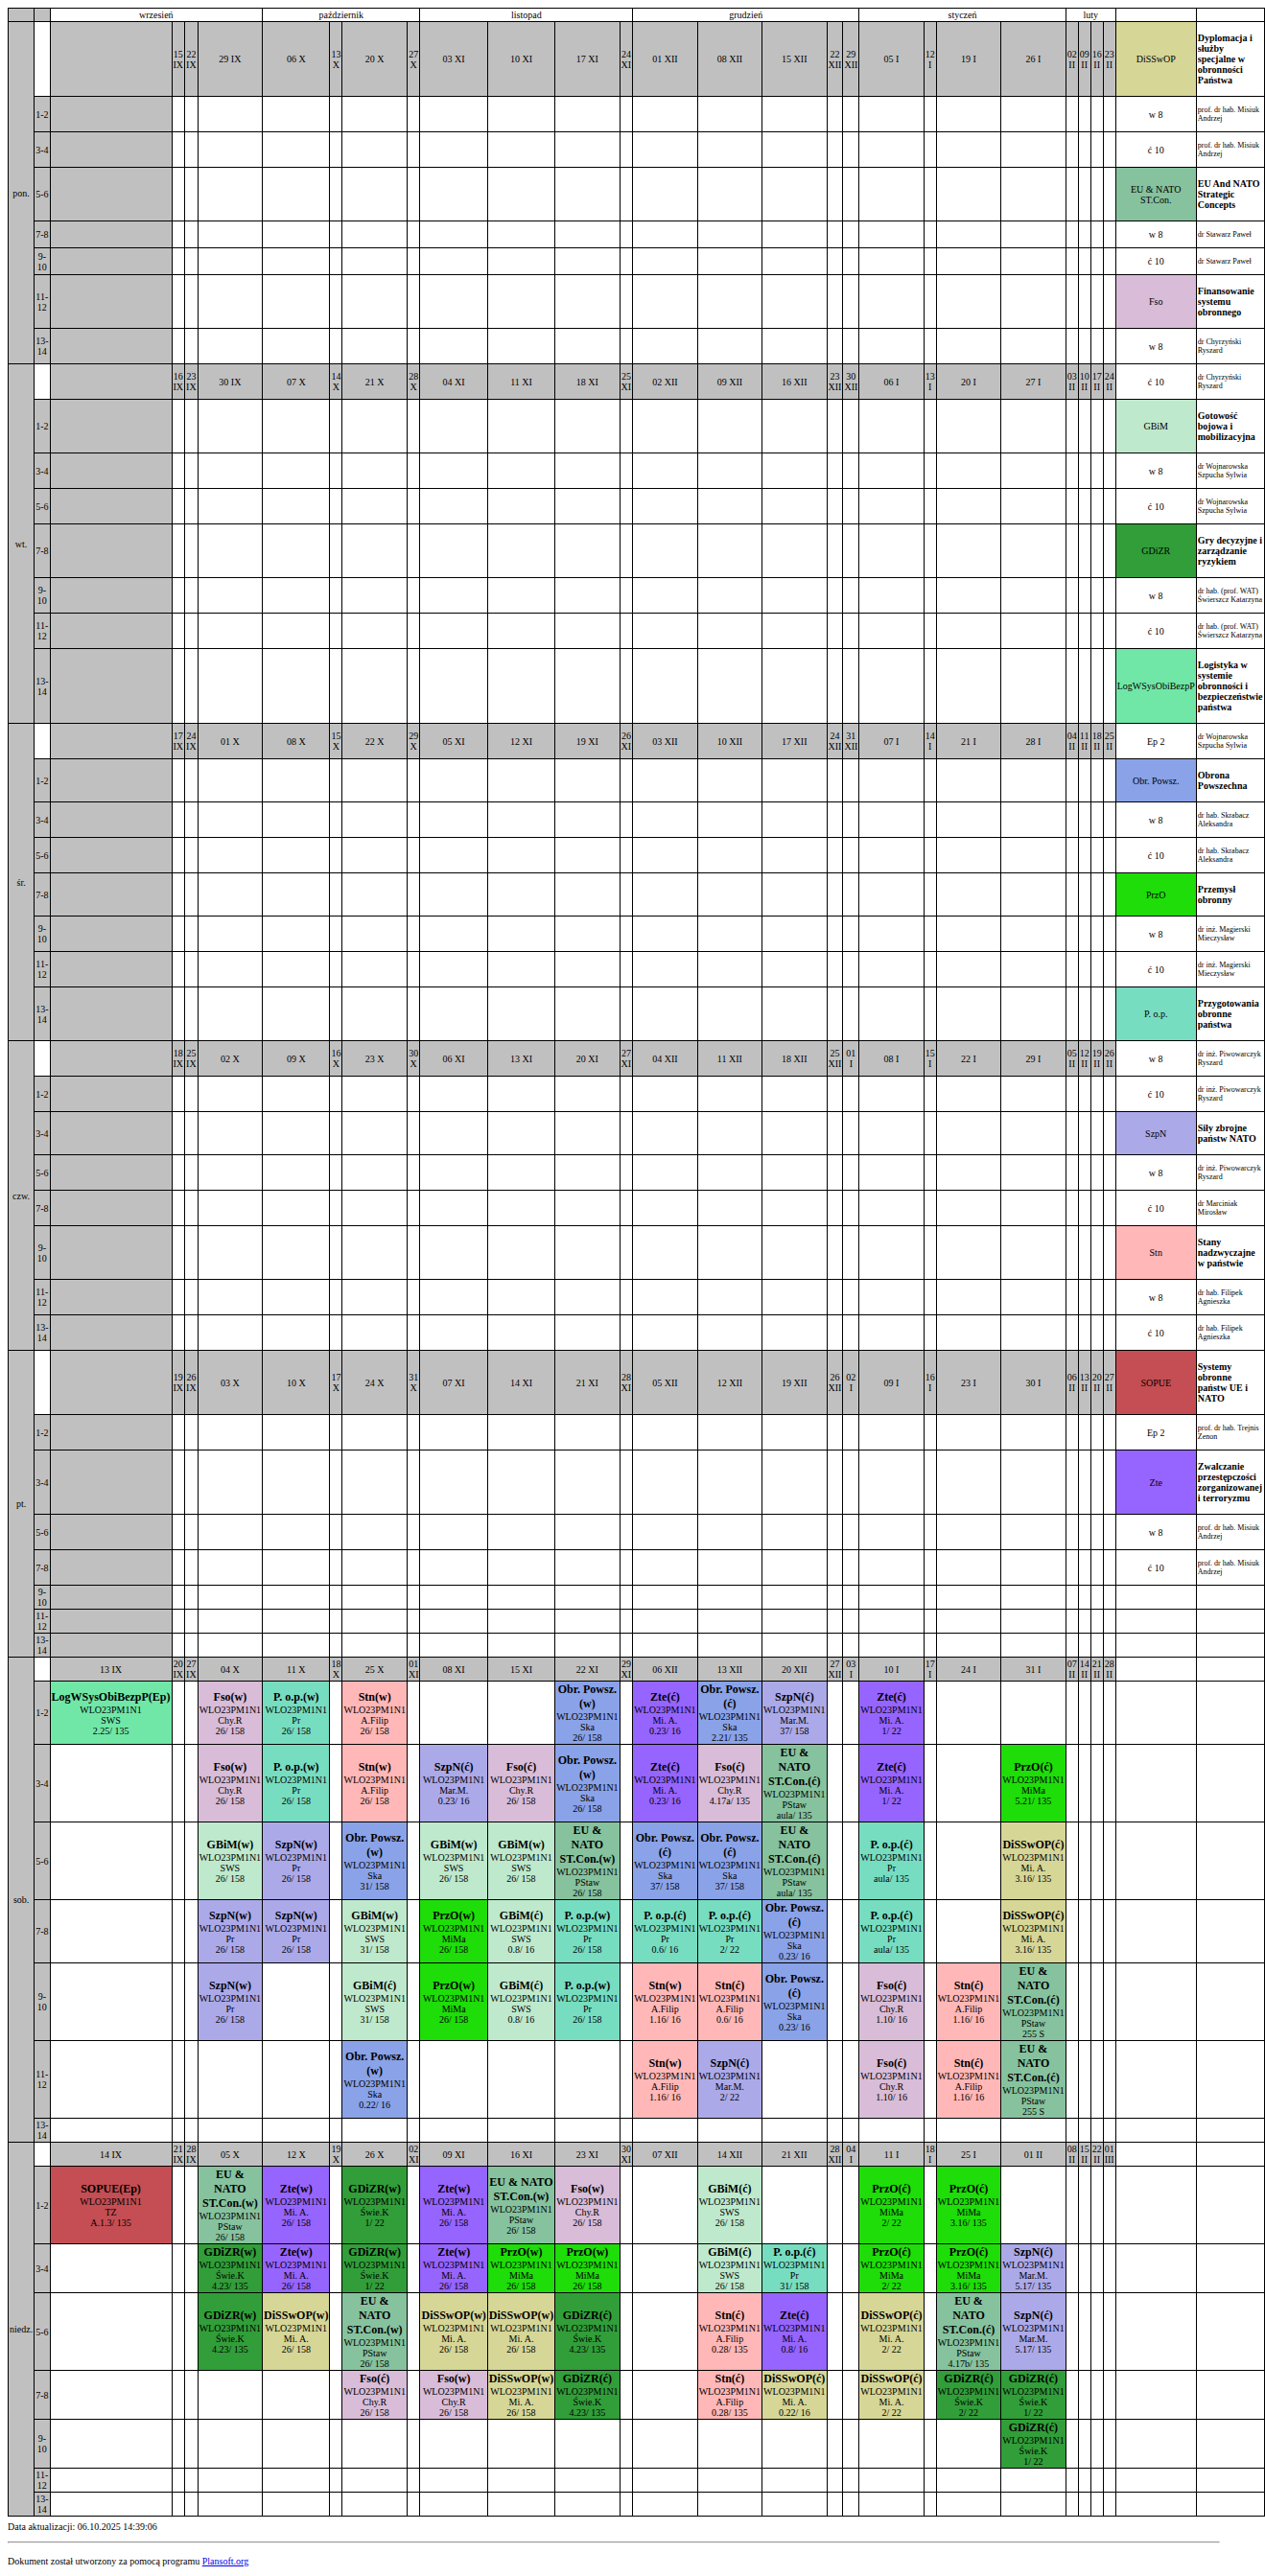 wrzesień październik listopad grudzień styczeń luty
pon. 15 IX 22 IX 29 IX 06 X 13 X 20 X 27 X 03 XI 10 XI 17 XI 24 XI 01 XII 08 XII 15 XII 22 XII 29 XII 05 I 12 I 19 I 26 I 02 II 09 II 16 II 23 II DiSSwOP Dyplomacja i służby specjalne w obronności Państwa
1-2 w 8 prof. dr hab. Misiuk Andrzej
3-4 ć 10 prof. dr hab. Misiuk Andrzej
5-6 EU & NATO ST.Con. EU And NATO Strategic Concepts
7-8 w 8 dr Stawarz Paweł
9-10 ć 10 dr Stawarz Paweł
11-12 Fso Finansowanie systemu obronnego
13-14 w 8 dr Chyrzyński Ryszard
wt. 16 IX 23 IX 30 IX 07 X 14 X 21 X 28 X 04 XI 11 XI 18 XI 25 XI 02 XII 09 XII 16 XII 23 XII 30 XII 06 I 13 I 20 I 27 I 03 II 10 II 17 II 24 II ć 10 dr Chyrzyński Ryszard
1-2 GBiM Gotowość bojowa i mobilizacyjna
3-4 w 8 dr Wojnarowska Szpucha Sylwia
5-6 ć 10 dr Wojnarowska Szpucha Sylwia
7-8 GDiZR Gry decyzyjne i zarządzanie ryzykiem
9-10 w 8 dr hab. (prof. WAT) Świerszcz Katarzyna
11-12 ć 10 dr hab. (prof. WAT) Świerszcz Katarzyna
13-14 LogWSysObiBezpP Logistyka w systemie obronności i bezpieczeństwie państwa
śr. 17 IX 24 IX 01 X 08 X 15 X 22 X 29 X 05 XI 12 XI 19 XI 26 XI 03 XII 10 XII 17 XII 24 XII 31 XII 07 I 14 I 21 I 28 I 04 II 11 II 18 II 25 II Ep 2 dr Wojnarowska Szpucha Sylwia
1-2 Obr. Powsz. Obrona Powszechna
3-4 w 8 dr hab. Skrabacz Aleksandra
5-6 ć 10 dr hab. Skrabacz Aleksandra
7-8 PrzO Przemysł obronny
9-10 w 8 dr inż. Magierski Mieczysław
11-12 ć 10 dr inż. Magierski Mieczysław
13-14 P. o.p. Przygotowania obronne państwa
czw. 18 IX 25 IX 02 X 09 X 16 X 23 X 30 X 06 XI 13 XI 20 XI 27 XI 04 XII 11 XII 18 XII 25 XII 01 I 08 I 15 I 22 I 29 I 05 II 12 II 19 II 26 II w 8 dr inż. Piwowarczyk Ryszard
1-2 ć 10 dr inż. Piwowarczyk Ryszard
3-4 SzpN Siły zbrojne państw NATO
5-6 w 8 dr inż. Piwowarczyk Ryszard
7-8 ć 10 dr Marciniak Mirosław
9-10 Stn Stany nadzwyczajne w państwie
11-12 w 8 dr hab. Filipek Agnieszka
13-14 ć 10 dr hab. Filipek Agnieszka
pt. 19 IX 26 IX 03 X 10 X 17 X 24 X 31 X 07 XI 14 XI 21 XI 28 XI 05 XII 12 XII 19 XII 26 XII 02 I 09 I 16 I 23 I 30 I 06 II 13 II 20 II 27 II SOPUE Systemy obronne państw UE i NATO
1-2 Ep 2 prof. dr hab. Trejnis Zenon
3-4 Zte Zwalczanie przestępczości zorganizowanej i terroryzmu
5-6 w 8 prof. dr hab. Misiuk Andrzej
7-8 ć 10 prof. dr hab. Misiuk Andrzej
9-10
11-12
13-14
sob. 13 IX 20 IX 27 IX 04 X 11 X 18 X 25 X 01 XI 08 XI 15 XI 22 XI 29 XI 06 XII 13 XII 20 XII 27 XII 03 I 10 I 17 I 24 I 31 I 07 II 14 II 21 II 28 II
1-2 LogWSysObiBezpP(Ep) WLO23PM1N1 SWS 2.25/ 135 Fso(w) WLO23PM1N1 Chy.R 26/ 158 P. o.p.(w) WLO23PM1N1 Pr 26/ 158 Stn(w) WLO23PM1N1 A.Filip 26/ 158 Obr. Powsz.(w) WLO23PM1N1 Ska 26/ 158 Zte(ć) WLO23PM1N1 Mi. A. 0.23/ 16 Obr. Powsz.(ć) WLO23PM1N1 Ska 2.21/ 135 SzpN(ć) WLO23PM1N1 Mar.M. 37/ 158 Zte(ć) WLO23PM1N1 Mi. A. 1/ 22
3-4 Fso(w) WLO23PM1N1 Chy.R 26/ 158 P. o.p.(w) WLO23PM1N1 Pr 26/ 158 Stn(w) WLO23PM1N1 A.Filip 26/ 158 SzpN(ć) WLO23PM1N1 Mar.M. 0.23/ 16 Fso(ć) WLO23PM1N1 Chy.R 26/ 158 Obr. Powsz.(w) WLO23PM1N1 Ska 26/ 158 Zte(ć) WLO23PM1N1 Mi. A. 0.23/ 16 Fso(ć) WLO23PM1N1 Chy.R 4.17a/ 135 EU & NATO ST.Con.(ć) WLO23PM1N1 PStaw aula/ 135 Zte(ć) WLO23PM1N1 Mi. A. 1/ 22 PrzO(ć) WLO23PM1N1 MiMa 5.21/ 135
5-6 GBiM(w) WLO23PM1N1 SWS 26/ 158 SzpN(w) WLO23PM1N1 Pr 26/ 158 Obr. Powsz.(w) WLO23PM1N1 Ska 31/ 158 GBiM(w) WLO23PM1N1 SWS 26/ 158 GBiM(w) WLO23PM1N1 SWS 26/ 158 EU & NATO ST.Con.(w) WLO23PM1N1 PStaw 26/ 158 Obr. Powsz.(ć) WLO23PM1N1 Ska 37/ 158 Obr. Powsz.(ć) WLO23PM1N1 Ska 37/ 158 EU & NATO ST.Con.(ć) WLO23PM1N1 PStaw aula/ 135 P. o.p.(ć) WLO23PM1N1 Pr aula/ 135 DiSSwOP(ć) WLO23PM1N1 Mi. A. 3.16/ 135
7-8 SzpN(w) WLO23PM1N1 Pr 26/ 158 SzpN(w) WLO23PM1N1 Pr 26/ 158 GBiM(w) WLO23PM1N1 SWS 31/ 158 PrzO(w) WLO23PM1N1 MiMa 26/ 158 GBiM(ć) WLO23PM1N1 SWS 0.8/ 16 P. o.p.(w) WLO23PM1N1 Pr 26/ 158 P. o.p.(ć) WLO23PM1N1 Pr 0.6/ 16 P. o.p.(ć) WLO23PM1N1 Pr 2/ 22 Obr. Powsz.(ć) WLO23PM1N1 Ska 0.23/ 16 P. o.p.(ć) WLO23PM1N1 Pr aula/ 135 DiSSwOP(ć) WLO23PM1N1 Mi. A. 3.16/ 135
9-10 SzpN(w) WLO23PM1N1 Pr 26/ 158 GBiM(ć) WLO23PM1N1 SWS 31/ 158 PrzO(w) WLO23PM1N1 MiMa 26/ 158 GBiM(ć) WLO23PM1N1 SWS 0.8/ 16 P. o.p.(w) WLO23PM1N1 Pr 26/ 158 Stn(w) WLO23PM1N1 A.Filip 1.16/ 16 Stn(ć) WLO23PM1N1 A.Filip 0.6/ 16 Obr. Powsz.(ć) WLO23PM1N1 Ska 0.23/ 16 Fso(ć) WLO23PM1N1 Chy.R 1.10/ 16 Stn(ć) WLO23PM1N1 A.Filip 1.16/ 16 EU & NATO ST.Con.(ć) WLO23PM1N1 PStaw 255 S
11-12 Obr. Powsz.(w) WLO23PM1N1 Ska 0.22/ 16 Stn(w) WLO23PM1N1 A.Filip 1.16/ 16 SzpN(ć) WLO23PM1N1 Mar.M. 2/ 22 Fso(ć) WLO23PM1N1 Chy.R 1.10/ 16 Stn(ć) WLO23PM1N1 A.Filip 1.16/ 16 EU & NATO ST.Con.(ć) WLO23PM1N1 PStaw 255 S
13-14
niedz. 14 IX 21 IX 28 IX 05 X 12 X 19 X 26 X 02 XI 09 XI 16 XI 23 XI 30 XI 07 XII 14 XII 21 XII 28 XII 04 I 11 I 18 I 25 I 01 II 08 II 15 II 22 II 01 III
1-2 SOPUE(Ep) WLO23PM1N1 TZ A.1.3/ 135 EU & NATO ST.Con.(w) WLO23PM1N1 PStaw 26/ 158 Zte(w) WLO23PM1N1 Mi. A. 26/ 158 GDiZR(w) WLO23PM1N1 Świe.K 1/ 22 Zte(w) WLO23PM1N1 Mi. A. 26/ 158 EU & NATO ST.Con.(w) WLO23PM1N1 PStaw 26/ 158 Fso(w) WLO23PM1N1 Chy.R 26/ 158 GBiM(ć) WLO23PM1N1 SWS 26/ 158 PrzO(ć) WLO23PM1N1 MiMa 2/ 22 PrzO(ć) WLO23PM1N1 MiMa 3.16/ 135
3-4 GDiZR(w) WLO23PM1N1 Świe.K 4.23/ 135 Zte(w) WLO23PM1N1 Mi. A. 26/ 158 GDiZR(w) WLO23PM1N1 Świe.K 1/ 22 Zte(w) WLO23PM1N1 Mi. A. 26/ 158 PrzO(w) WLO23PM1N1 MiMa 26/ 158 PrzO(w) WLO23PM1N1 MiMa 26/ 158 GBiM(ć) WLO23PM1N1 SWS 26/ 158 P. o.p.(ć) WLO23PM1N1 Pr 31/ 158 PrzO(ć) WLO23PM1N1 MiMa 2/ 22 PrzO(ć) WLO23PM1N1 MiMa 3.16/ 135 SzpN(ć) WLO23PM1N1 Mar.M. 5.17/ 135
5-6 GDiZR(w) WLO23PM1N1 Świe.K 4.23/ 135 DiSSwOP(w) WLO23PM1N1 Mi. A. 26/ 158 EU & NATO ST.Con.(w) WLO23PM1N1 PStaw 26/ 158 DiSSwOP(w) WLO23PM1N1 Mi. A. 26/ 158 DiSSwOP(w) WLO23PM1N1 Mi. A. 26/ 158 GDiZR(ć) WLO23PM1N1 Świe.K 4.23/ 135 Stn(ć) WLO23PM1N1 A.Filip 0.28/ 135 Zte(ć) WLO23PM1N1 Mi. A. 0.8/ 16 DiSSwOP(ć) WLO23PM1N1 Mi. A. 2/ 22 EU & NATO ST.Con.(ć) WLO23PM1N1 PStaw 4.17b/ 135 SzpN(ć) WLO23PM1N1 Mar.M. 5.17/ 135
7-8 Fso(ć) WLO23PM1N1 Chy.R 26/ 158 Fso(w) WLO23PM1N1 Chy.R 26/ 158 DiSSwOP(w) WLO23PM1N1 Mi. A. 26/ 158 GDiZR(ć) WLO23PM1N1 Świe.K 4.23/ 135 Stn(ć) WLO23PM1N1 A.Filip 0.28/ 135 DiSSwOP(ć) WLO23PM1N1 Mi. A. 0.22/ 16 DiSSwOP(ć) WLO23PM1N1 Mi. A. 2/ 22 GDiZR(ć) WLO23PM1N1 Świe.K 2/ 22 GDiZR(ć) WLO23PM1N1 Świe.K 1/ 22
9-10 GDiZR(ć) WLO23PM1N1 Świe.K 1/ 22
11-12
13-14
Data aktualizacji: 06.10.2025 14:39:06
Dokument został utworzony za pomocą programu Plansoft.org